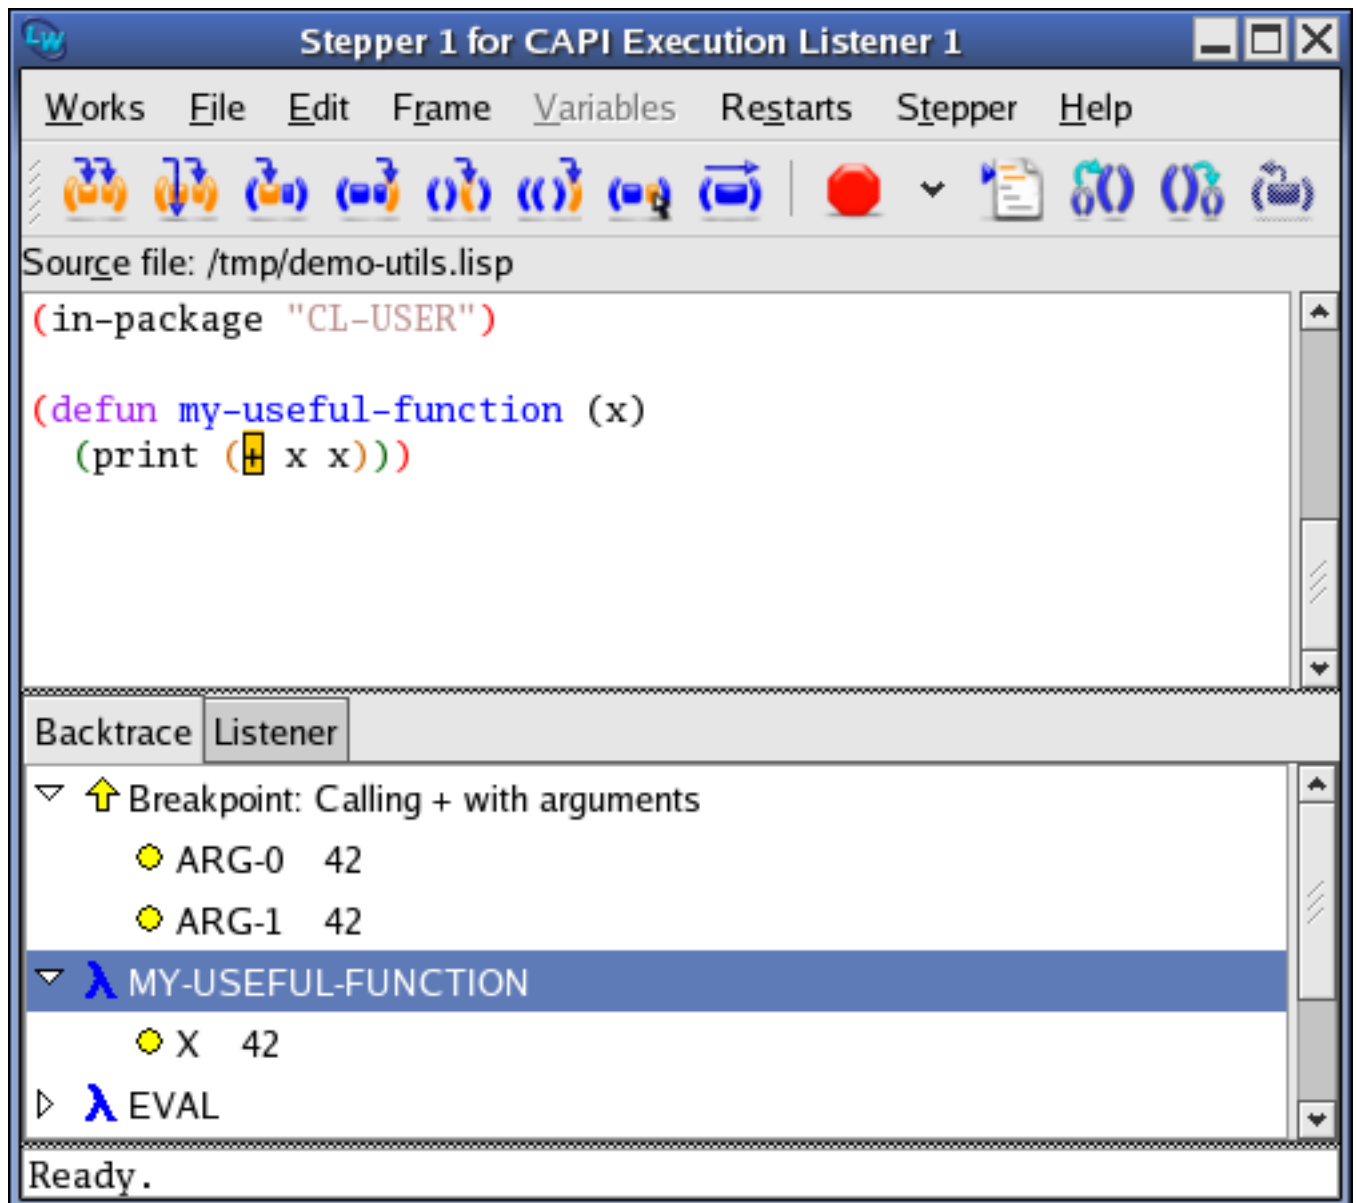 LW Stepper 1 for CAPI Execution Listener 1
Works File Edit Frame Variables Restarts Stepper Help
Source file: /tmp/demo-utils.lisp
(in-package "CL-USER")
(defun my-useful-function (x)
(print (+ x x)))
Backtrace Listener
Breakpoint: Calling + with arguments
ARG-0 42
ARG-1 42
λ MY-USEFUL-FUNCTION
X 42
λ EVAL
Ready.